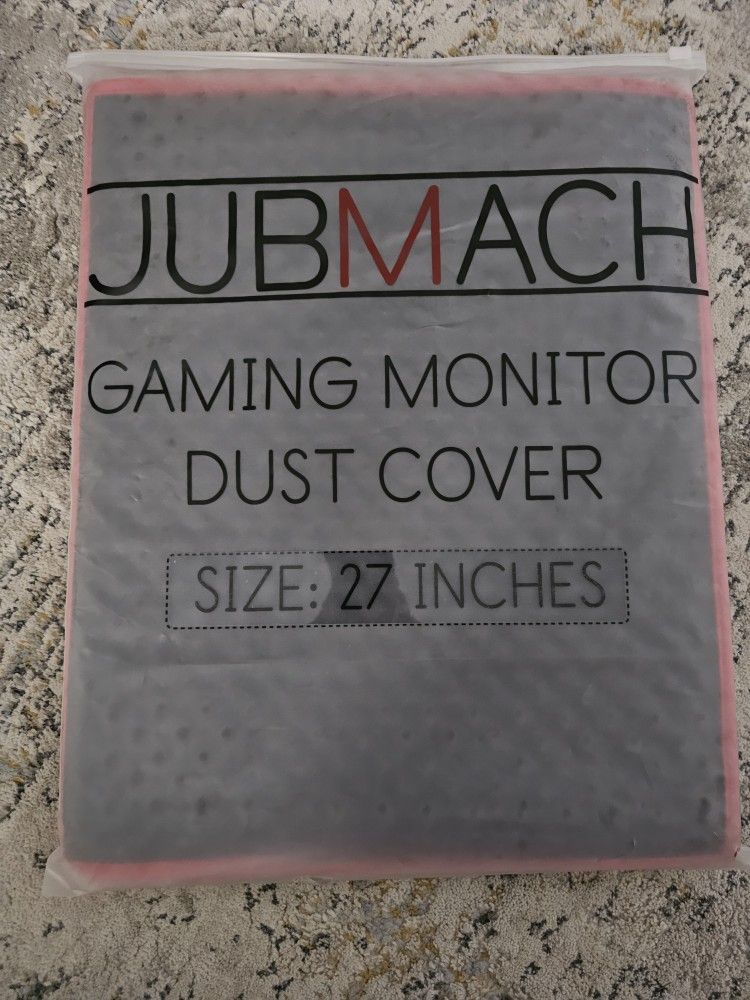 JUBMACH
GAMING MONITOR
DUST COVER
SIZE: 27 INCHES